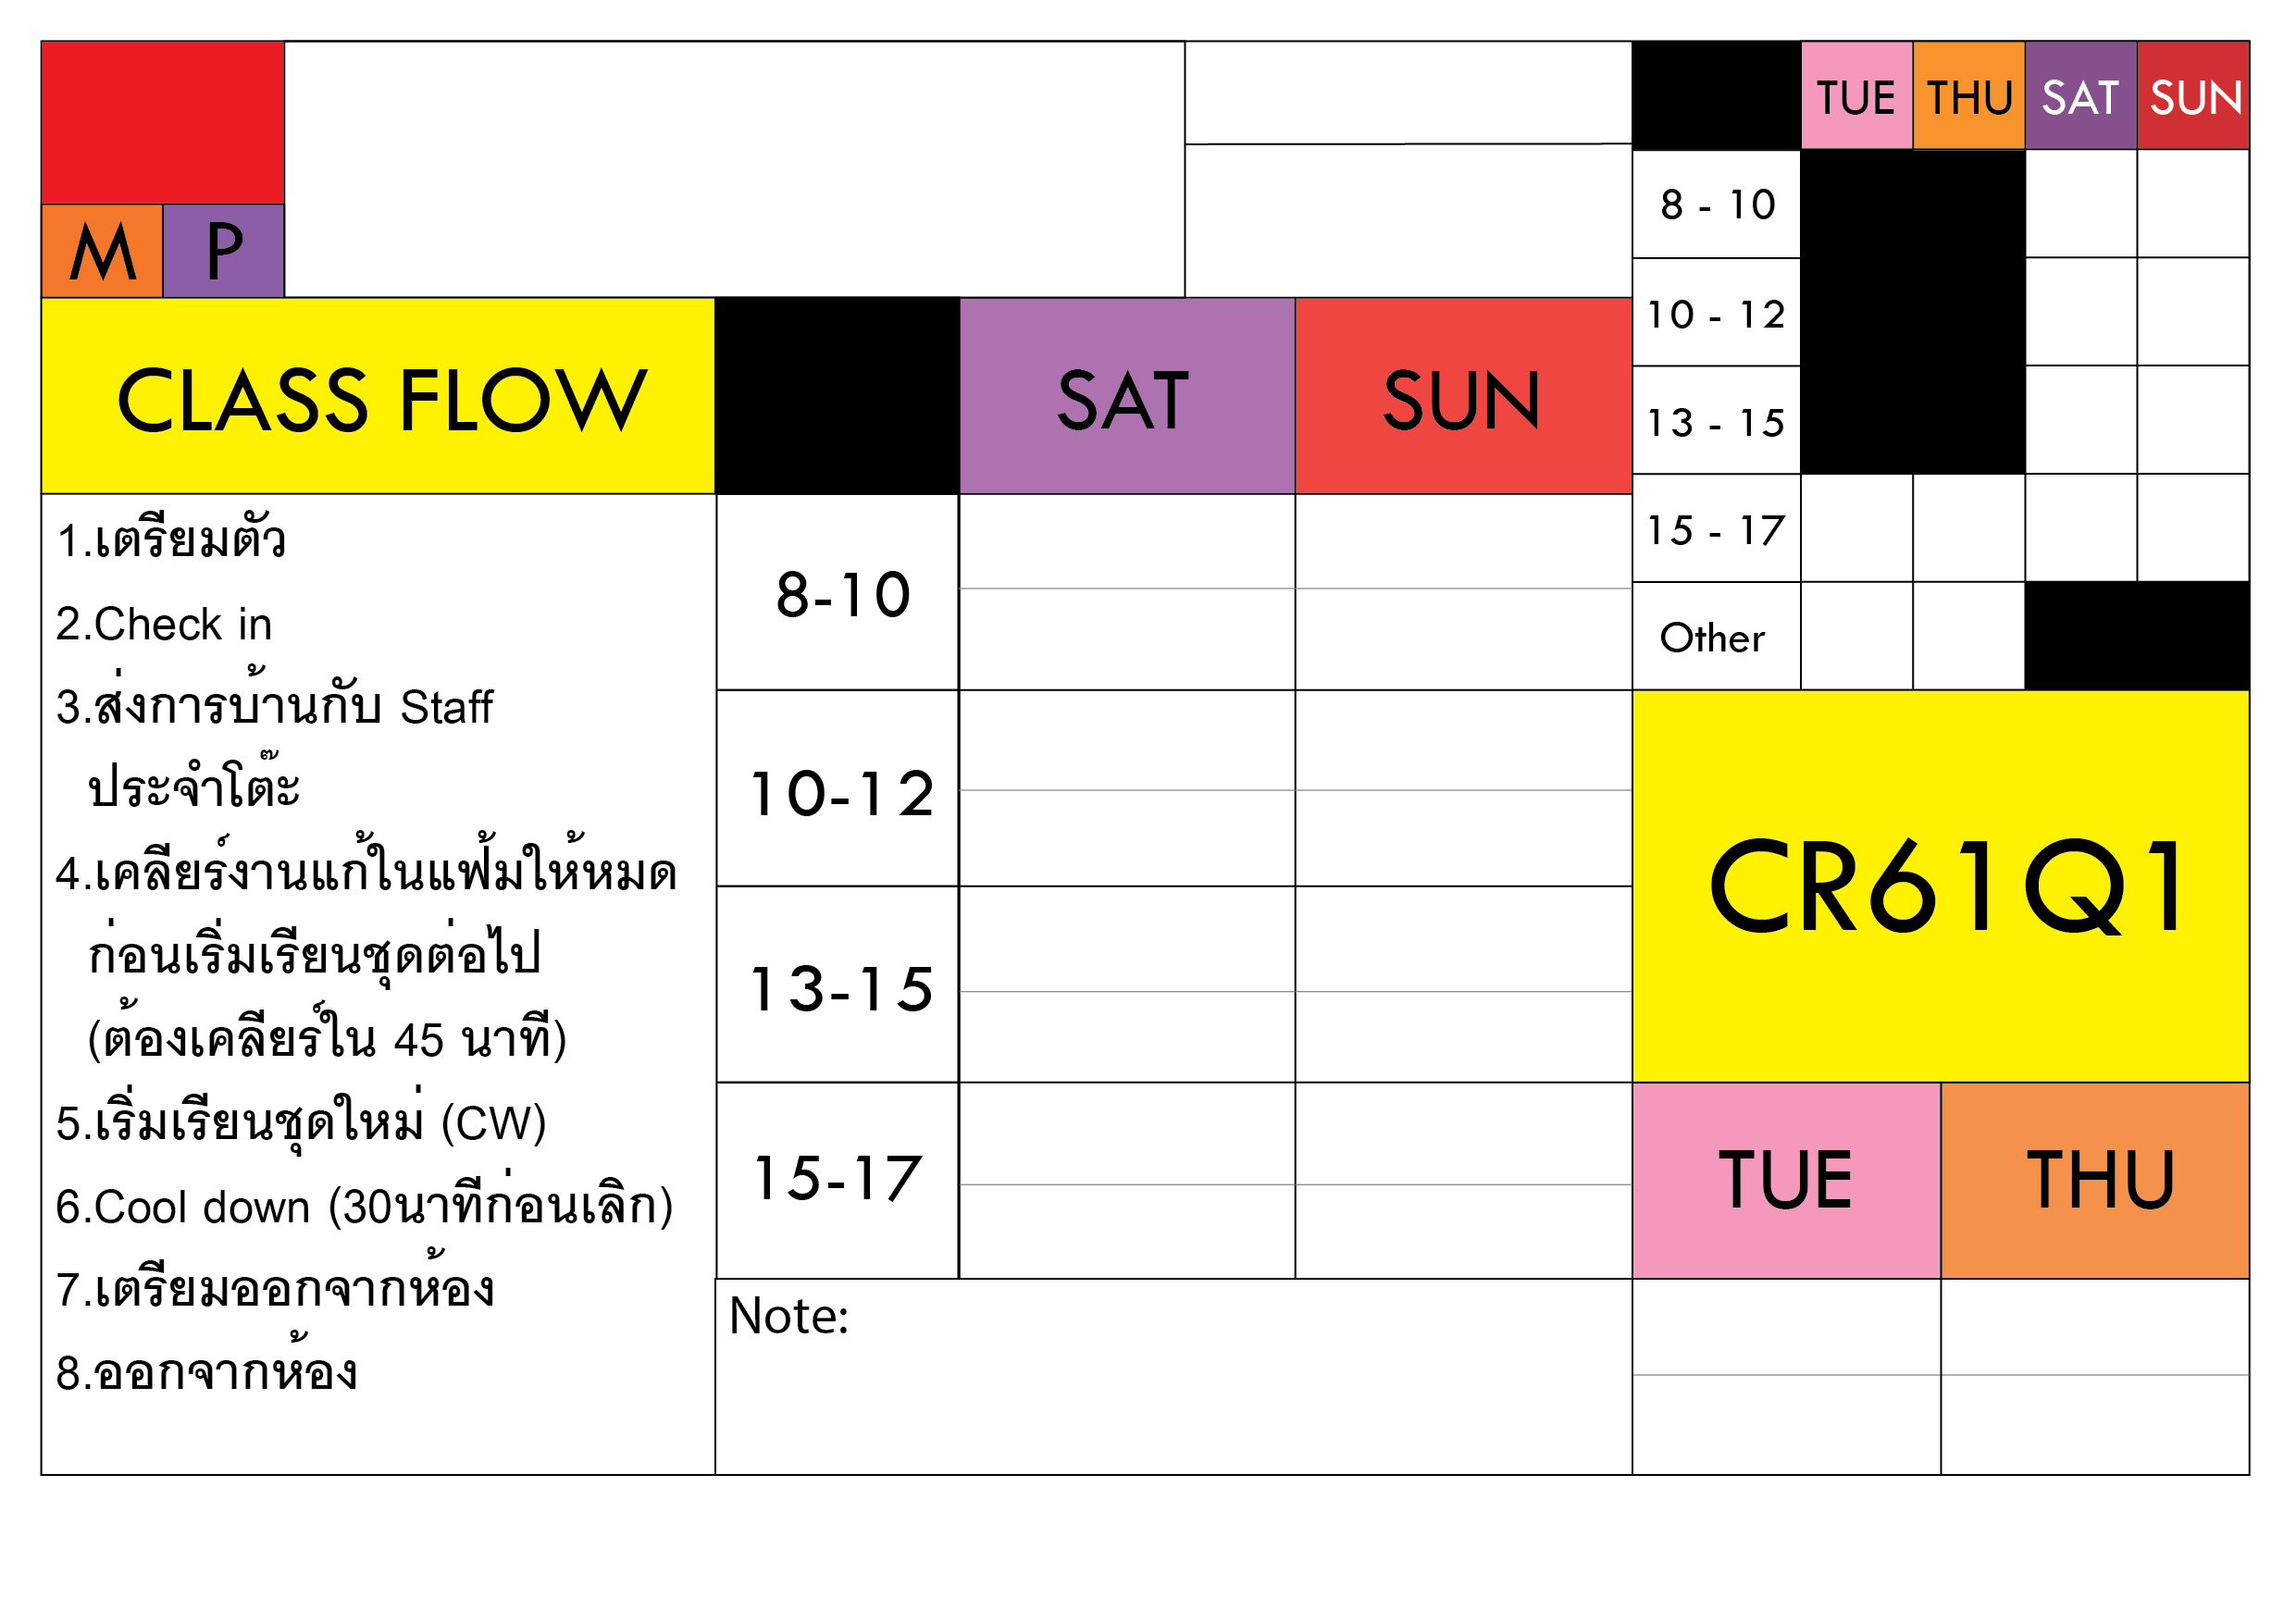 TUE THU SAT SUN
8 - 10
M P
10 - 12
CLASS FLOW SAT SUN
13 - 15
15 - 17
Other
1.เตรียมตัว
2.Check in
3.ส่งการบ้านกับ Staff
ประจำโต๊ะ
4.เคลียร์งานแก้ในแฟ้มให้หมด
ก่อนเริ่มเรียนชุดต่อไป
(ต้องเคลียร์ใน 45 นาที)
5.เริ่มเรียนชุดใหม่ (CW)
6.Cool down (30นาทีก่อนเลิก)
7.เตรียมออกจากห้อง
8.ออกจากห้อง
8-10
10-12
13-15
15-17
Note:
CR61Q1
TUE THU